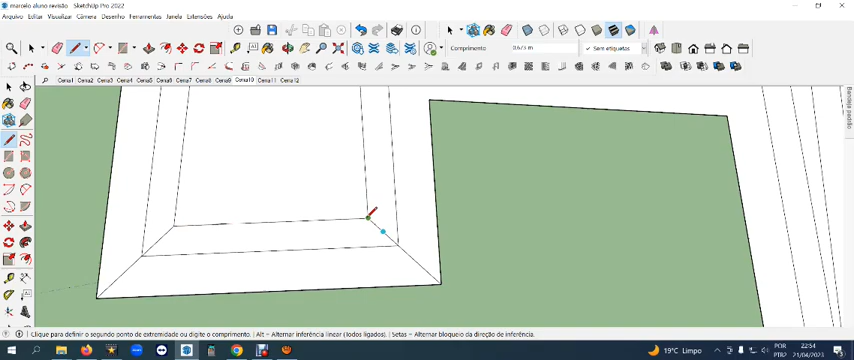 marcelo aluno revisão - SketchUp Pro 2022
Arquivo Editar Visualizar Câmera Desenho Ferramentas Janela Extensões Ajuda
Comprimento 0.673 m
Sem etiquetas
Cena1 Cena2 Cena3 Cena4 Cena5 Cena6 Cena7 Cena8 Cena9 Cena10 Cena11 Cena12
Bandeja padrão
Clique para definir o segundo ponto de extremidade ou digite o comprimento. | Alt = Alternar inferência linear (Todos ligados). | Setas = Alternar bloqueio da direção de inferência.
19°C Limpo
POR
PTB2
22:54
21/04/2023